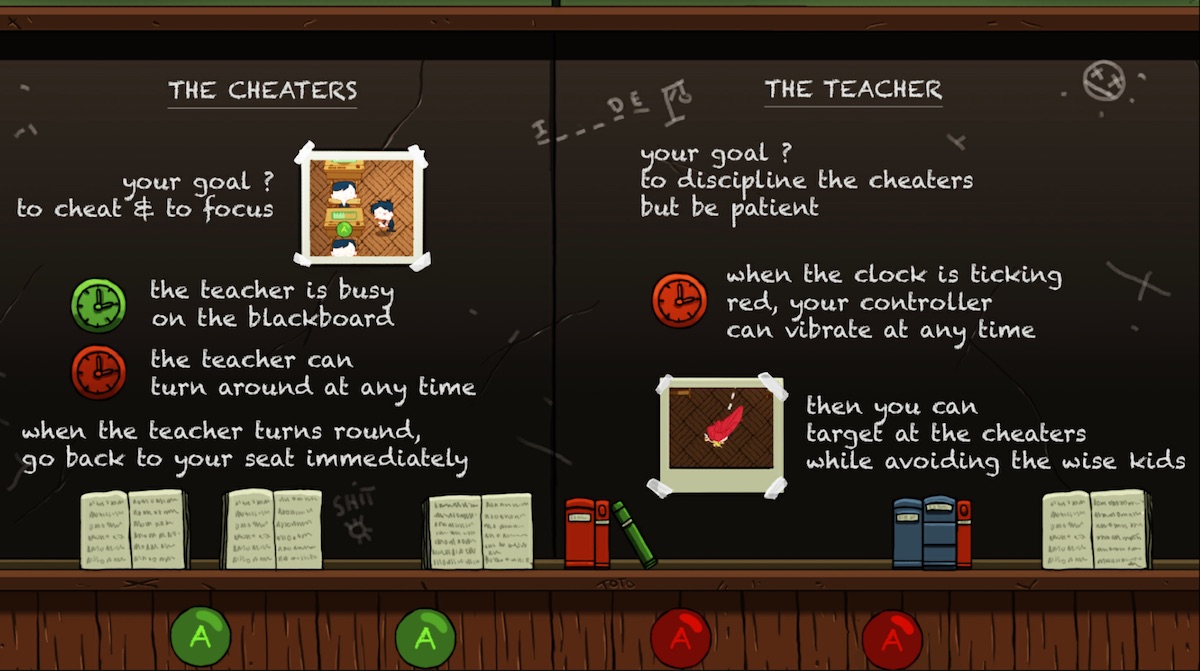 THE CHEATERS
your goal ?
to cheat & to focus
A
the teacher is busy
on the blackboard
the teacher can
turn around at any time
when the teacher turns round,
go back to your seat immediately
I _ _ _ _ DE
THE TEACHER
your goal ?
to discipline the cheaters
but be patient
when the clock is ticking
red, your controller
can vibrate at any time
then you can
target at the cheaters
while avoiding the wise kids
SHIT
TOTO
A
A
A
A